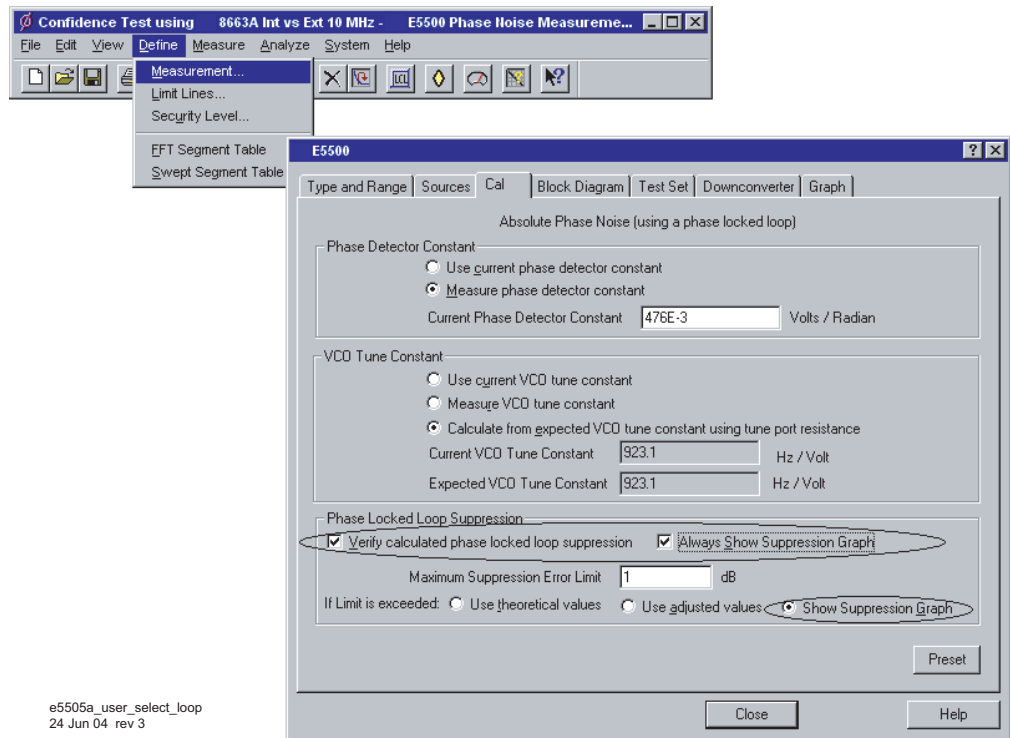 Confidence Test using 8663A Int vs Ext 10 MHz - E5500 Phase Noise Measureme...
File Edit View Define Measure Analyze System Help
Measurement...
Limit Lines...
Security Level...
FFT Segment Table
Swept Segment Table
E5500
Type and Range Sources Cal Block Diagram Test Set Downconverter Graph
Absolute Phase Noise (using a phase locked loop)
Phase Detector Constant
Use current phase detector constant
Measure phase detector constant
Current Phase Detector Constant 476E-3 Volts / Radian
VCO Tune Constant
Use current VCO tune constant
Measure VCO tune constant
Calculate from expected VCO tune constant using tune port resistance
Current VCO Tune Constant 923.1 Hz / Volt
Expected VCO Tune Constant 923.1 Hz / Volt
Phase Locked Loop Suppression
Verify calculated phase locked loop suppression Always Show Suppression Graph
Maximum Suppression Error Limit 1 dB
If Limit is exceeded: Use theoretical values Use adjusted values Show Suppression Graph
Preset
Close Help
e5505a_user_select_loop
24 Jun 04 rev 3